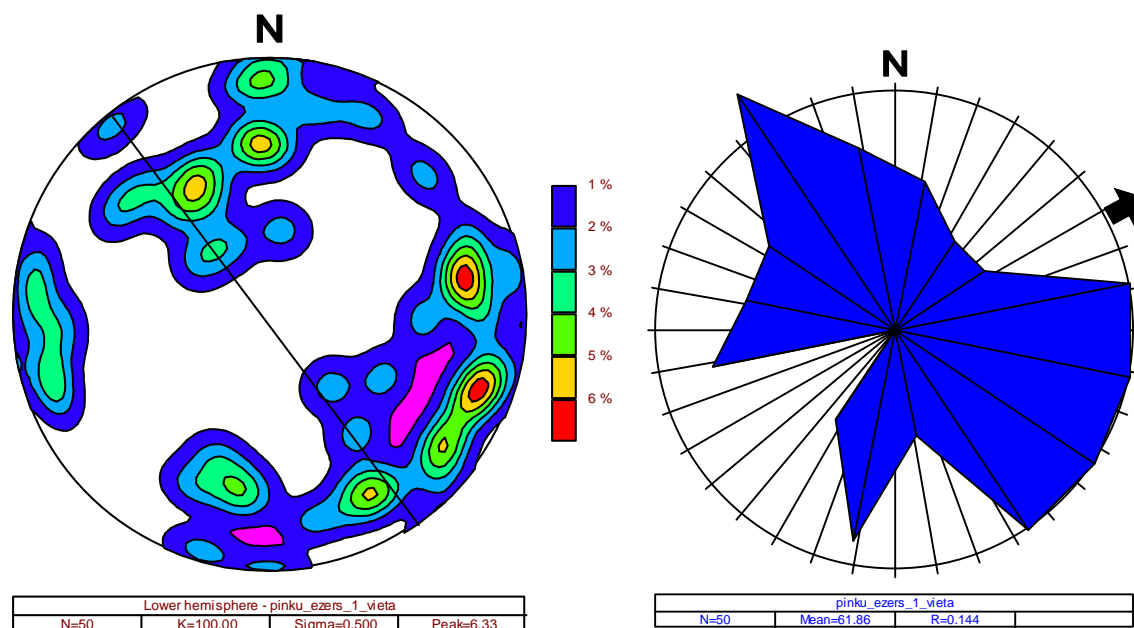 N
N
1 %
2 %
3 %
4 %
5 %
6 %
Lower hemisphere - pinku_ezers_1_vieta
N=50 K=100.00 Sigma=0.500 Peak=6.33
pinku_ezers_1_vieta
N=50 Mean=61.86 R=0.144